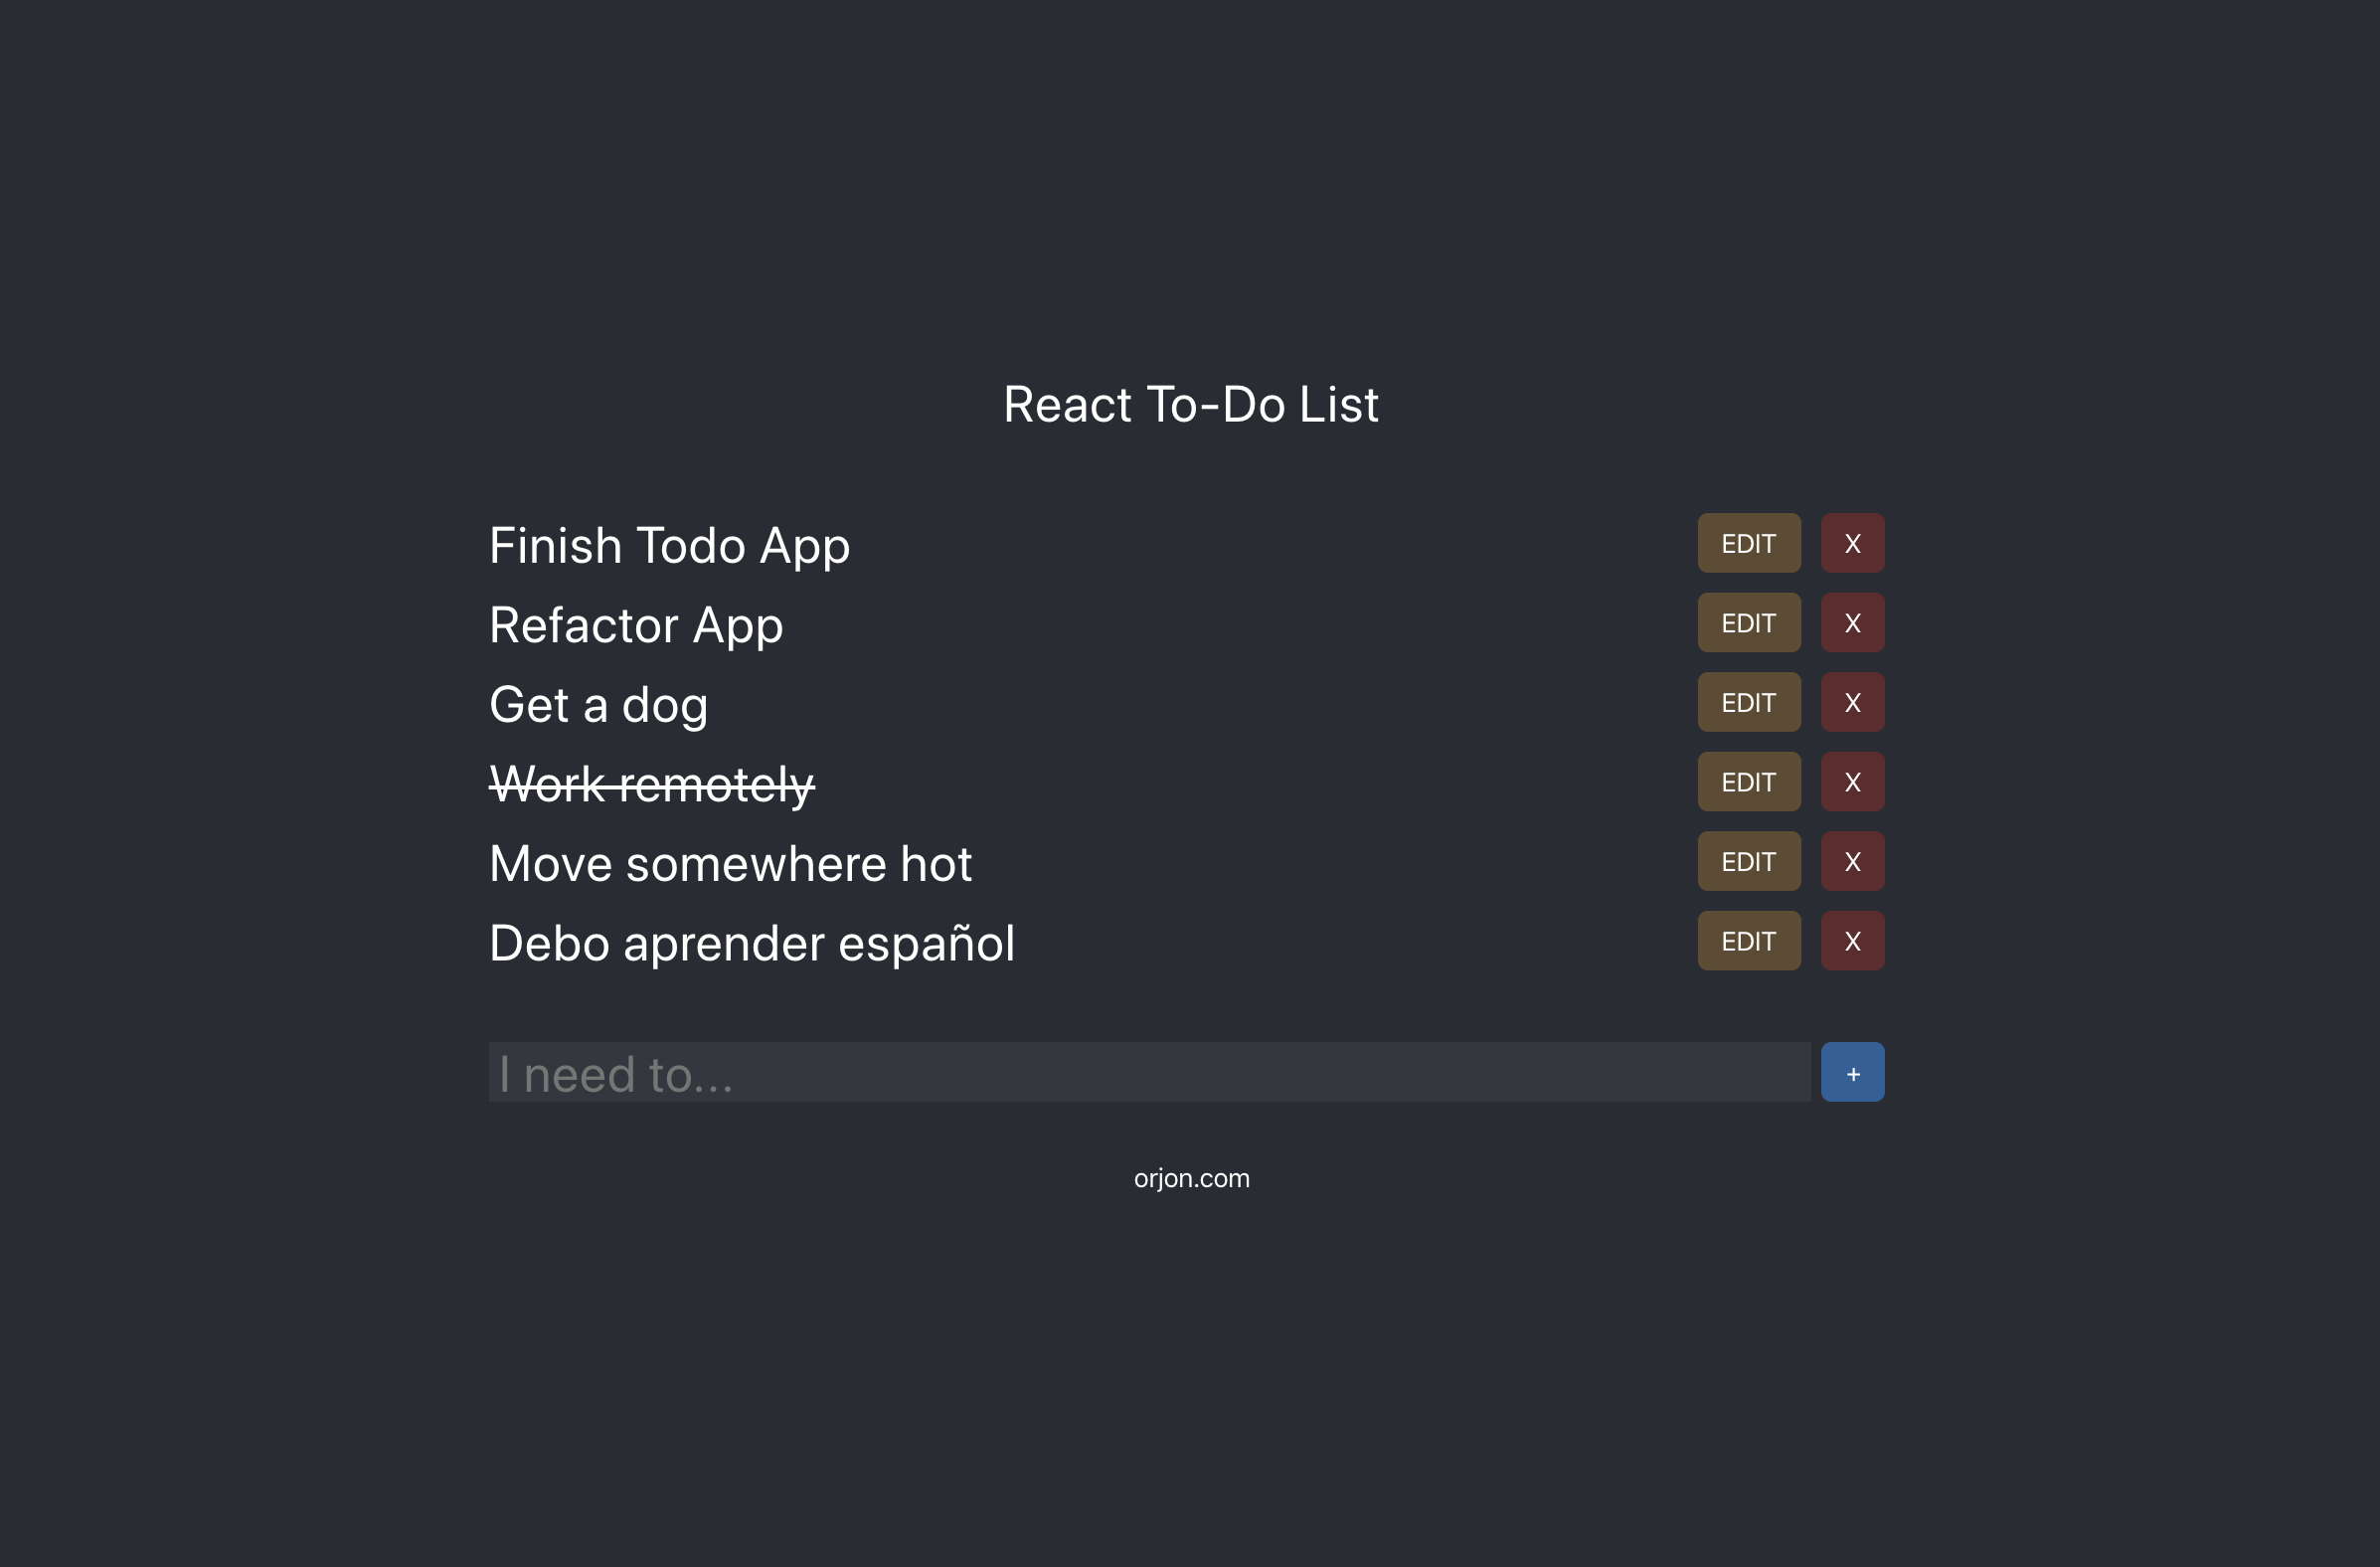 React To-Do List
Finish Todo App EDIT X
Refactor App EDIT X
Get a dog EDIT X
Work remotely EDIT X
Move somewhere hot EDIT X
Debo aprender español EDIT X
I need to... +
orjon.com